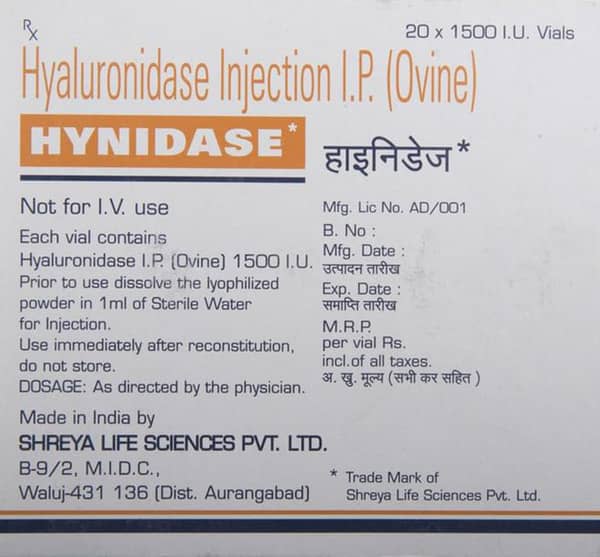 Rx 20 x 1500 I.U. Vials
Hyaluronidase Injection I.P. (Ovine)
HYNIDASE*
हाइनिडेज *
Not for I.V. use
Each vial contains
Hyaluronidase I.P. (Ovine) 1500 I.U.
Prior to use dissolve the lyophilized
powder in 1ml of Sterile Water
for Injection.
Use immediately after reconstitution,
do not store.
DOSAGE: As directed by the physician.
Made in India by
SHREYA LIFE SCIENCES PVT. LTD.
B-9/2, M.I.D.C.,
Waluj-431 136 (Dist. Aurangabad)
Mfg. Lic No. AD/001
B. No :
Mfg. Date :
उत्पादन तारीख
Exp. Date :
समाप्ति तारीख
M.R.P.
per vial Rs.
incl.of all taxes.
अ. खु. मूल्य (सभी कर सहित )
* Trade Mark of
Shreya Life Sciences Pvt. Ltd.